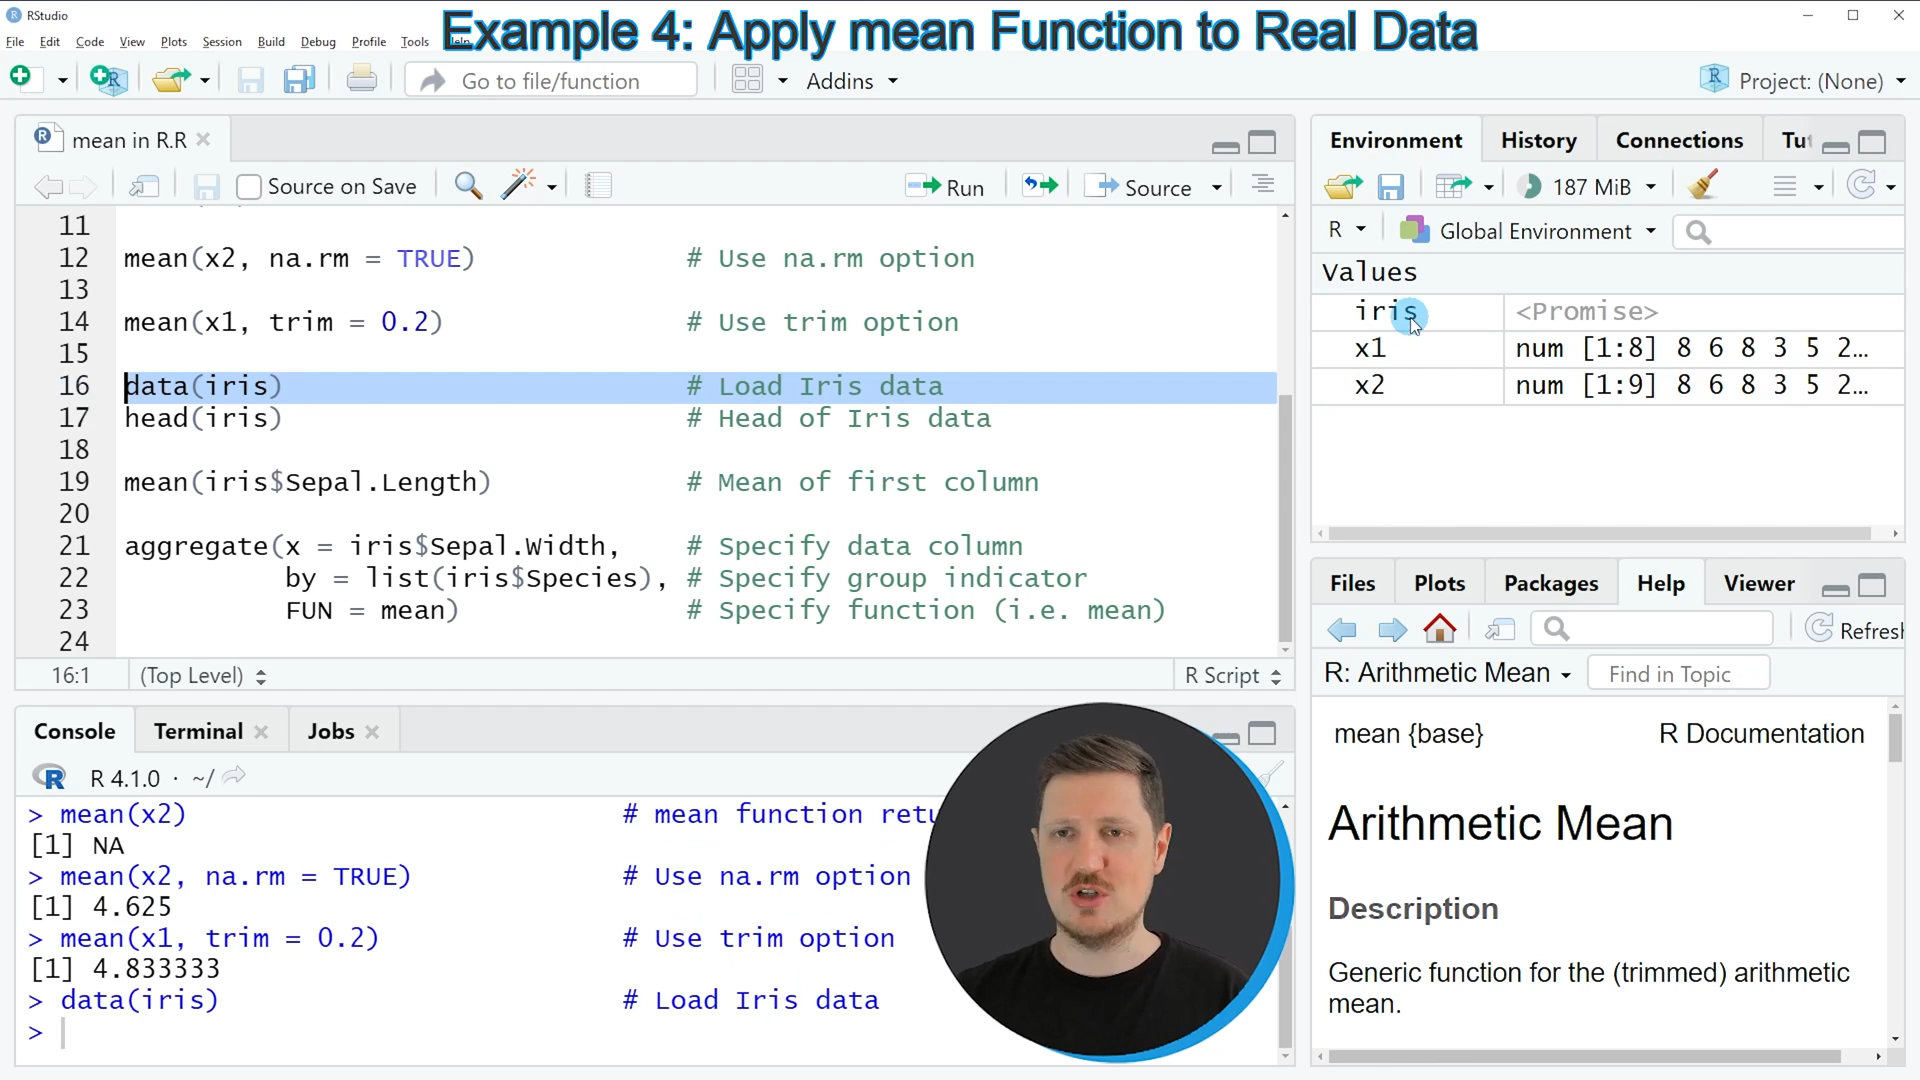 RStudio
Example 4: Apply mean Function to Real Data
File Edit Code View Plots Session Build Debug Profile Tools Help
Go to file/function
Addins
Project: (None)
mean in R.R
Source on Save
Run
Source
11
12 mean(x2, na.rm = TRUE) # Use na.rm option
13
14 mean(x1, trim = 0.2) # Use trim option
15
16 data(iris) # Load Iris data
17 head(iris) # Head of Iris data
18
19 mean(iris$Sepal.Length) # Mean of first column
20
21 aggregate(x = iris$Sepal.Width, # Specify data column
22 by = list(iris$Species), # Specify group indicator
23 FUN = mean) # Specify function (i.e. mean)
24
16:1 (Top Level) R Script
Console Terminal Jobs
R 4.1.0 · ~/
> mean(x2) # mean function retu
[1] NA
> mean(x2, na.rm = TRUE) # Use na.rm option
[1] 4.625
> mean(x1, trim = 0.2) # Use trim option
[1] 4.833333
> data(iris) # Load Iris data
>
Environment History Connections Tut
187 MiB
R Global Environment
Values
iris <Promise>
x1 num [1:8] 8 6 8 3 5 2…
x2 num [1:9] 8 6 8 3 5 2…
Files Plots Packages Help Viewer
Refresh
R: Arithmetic Mean Find in Topic
mean {base} R Documentation
Arithmetic Mean
Description
Generic function for the (trimmed) arithmetic
mean.